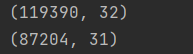 (119390, 32)
(87204, 31)